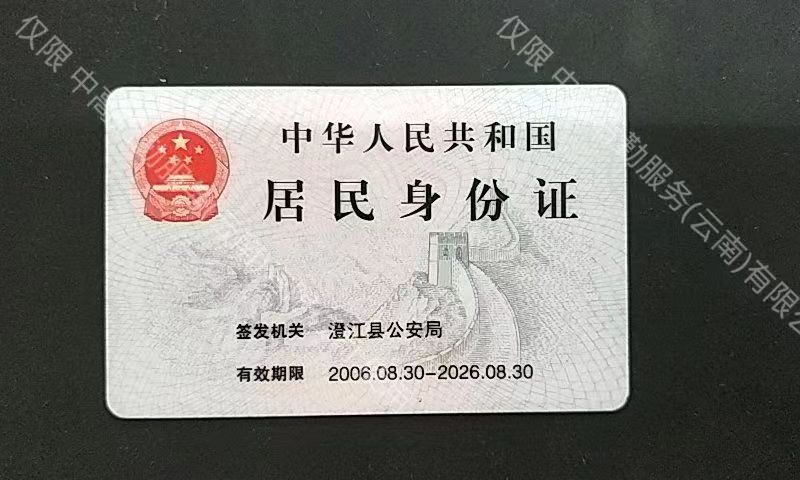 仅限 中高
仅限 中
中华人民共和国
居民身份证
勤服务(云南)有限公
签发机关 澄江县公安局
有效期限 2006.08.30-2026.08.30